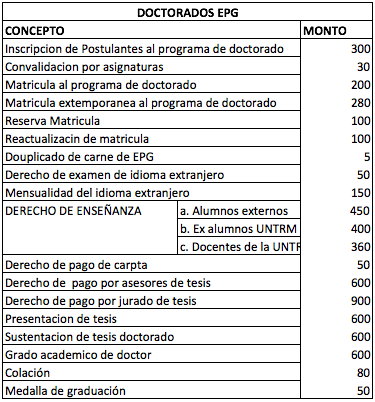 DOCTORADOS EPG
CONCEPTO MONTO
Inscripcion de Postulantes al programa de doctorado 300
Convalidacion por asignaturas 30
Matricula al programa de doctorado 200
Matricula extemporanea al programa de doctorado 280
Reserva Matricula 100
Reactualizacin de matricula 100
Douplicado de carne de EPG 5
Derecho de examen de idioma extranjero 50
Mensualidad del idioma extranjero 150
DERECHO DE ENSEÑANZA a. Alumnos externos 450
b. Ex alumnos UNTRM 400
c. Docentes de la UNTR 360
Derecho de pago de carpta 50
Derecho de pago por asesores de tesis 600
Derecho de pago por jurado de tesis 900
Presentacion de tesis 600
Sustentacion de tesis doctorado 600
Grado academico de doctor 600
Colación 80
Medalla de graduación 50